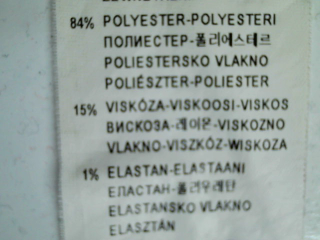 84% POLYESTER-POLYESTERI
ПОЛИЕСТЕР-폴리에스테르
POLIESTERSKO VLAKNO
POLIÉSZTER-POLIESTER
15% VISKÓZA-VISKOOSI-VISKOS
ВИСКОЗА-레이온-VISKOZNO
VLAKNO-VISZKÓZ-WISKOZA
1% ELASTAN-ELASTAANI
ЕЛАСТАН-폴리우레탄
ELASTANSKO VLAKNO
ELASZTÁN